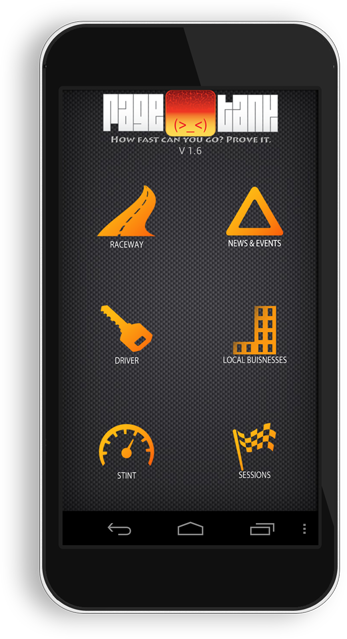 RAGE TANK
HOW FAST CAN YOU GO? PROVE IT.
V 1.6
RACEWAY
NEWS & EVENTS
DRIVER
LOCAL BUISNESSES
STINT
SESSIONS